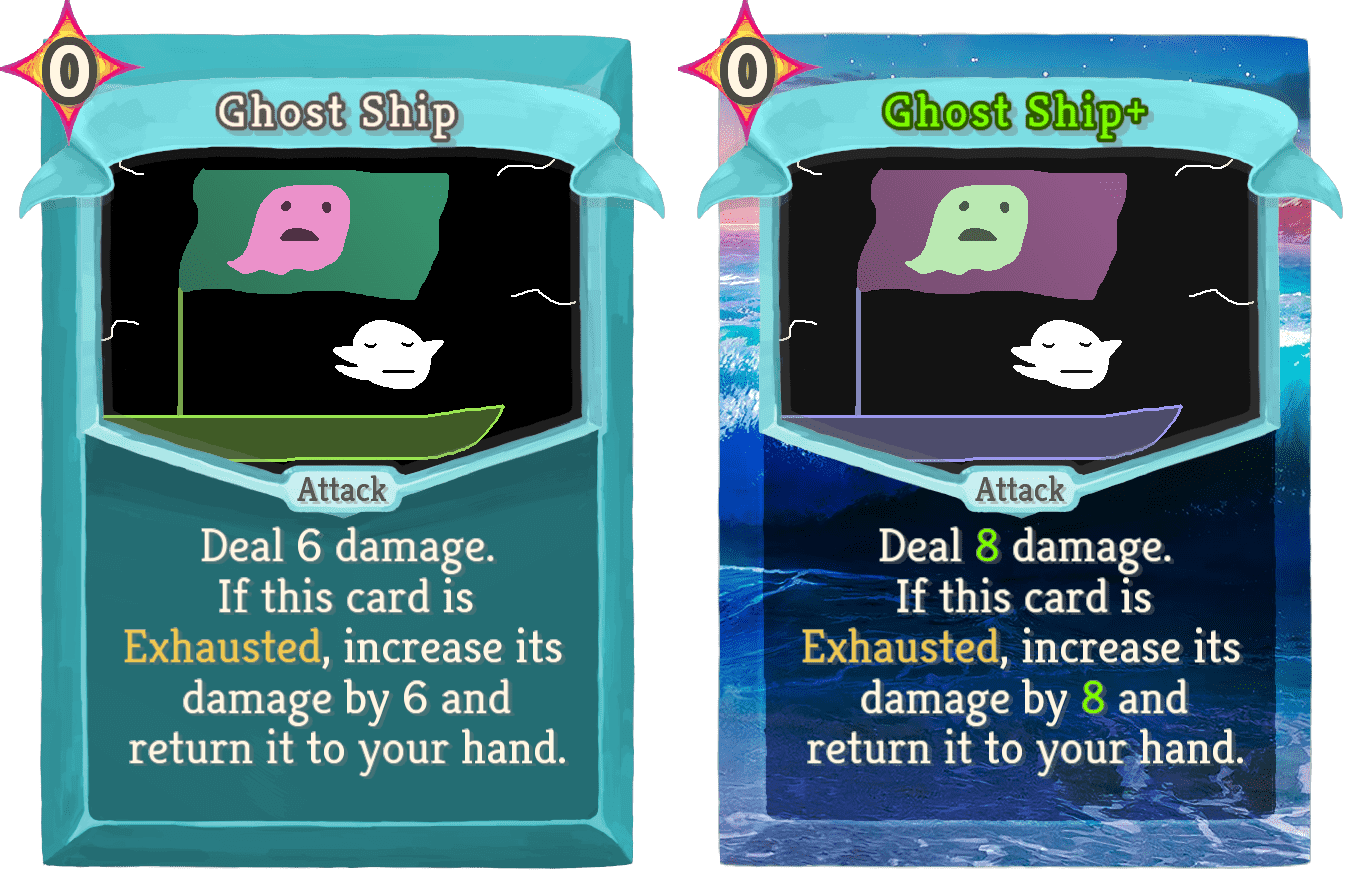 0
Ghost Ship
Attack
Deal 6 damage.
If this card is
Exhausted, increase its
damage by 6 and
return it to your hand.
0
Ghost Ship+
Attack
Deal 8 damage.
If this card is
Exhausted, increase its
damage by 8 and
return it to your hand.